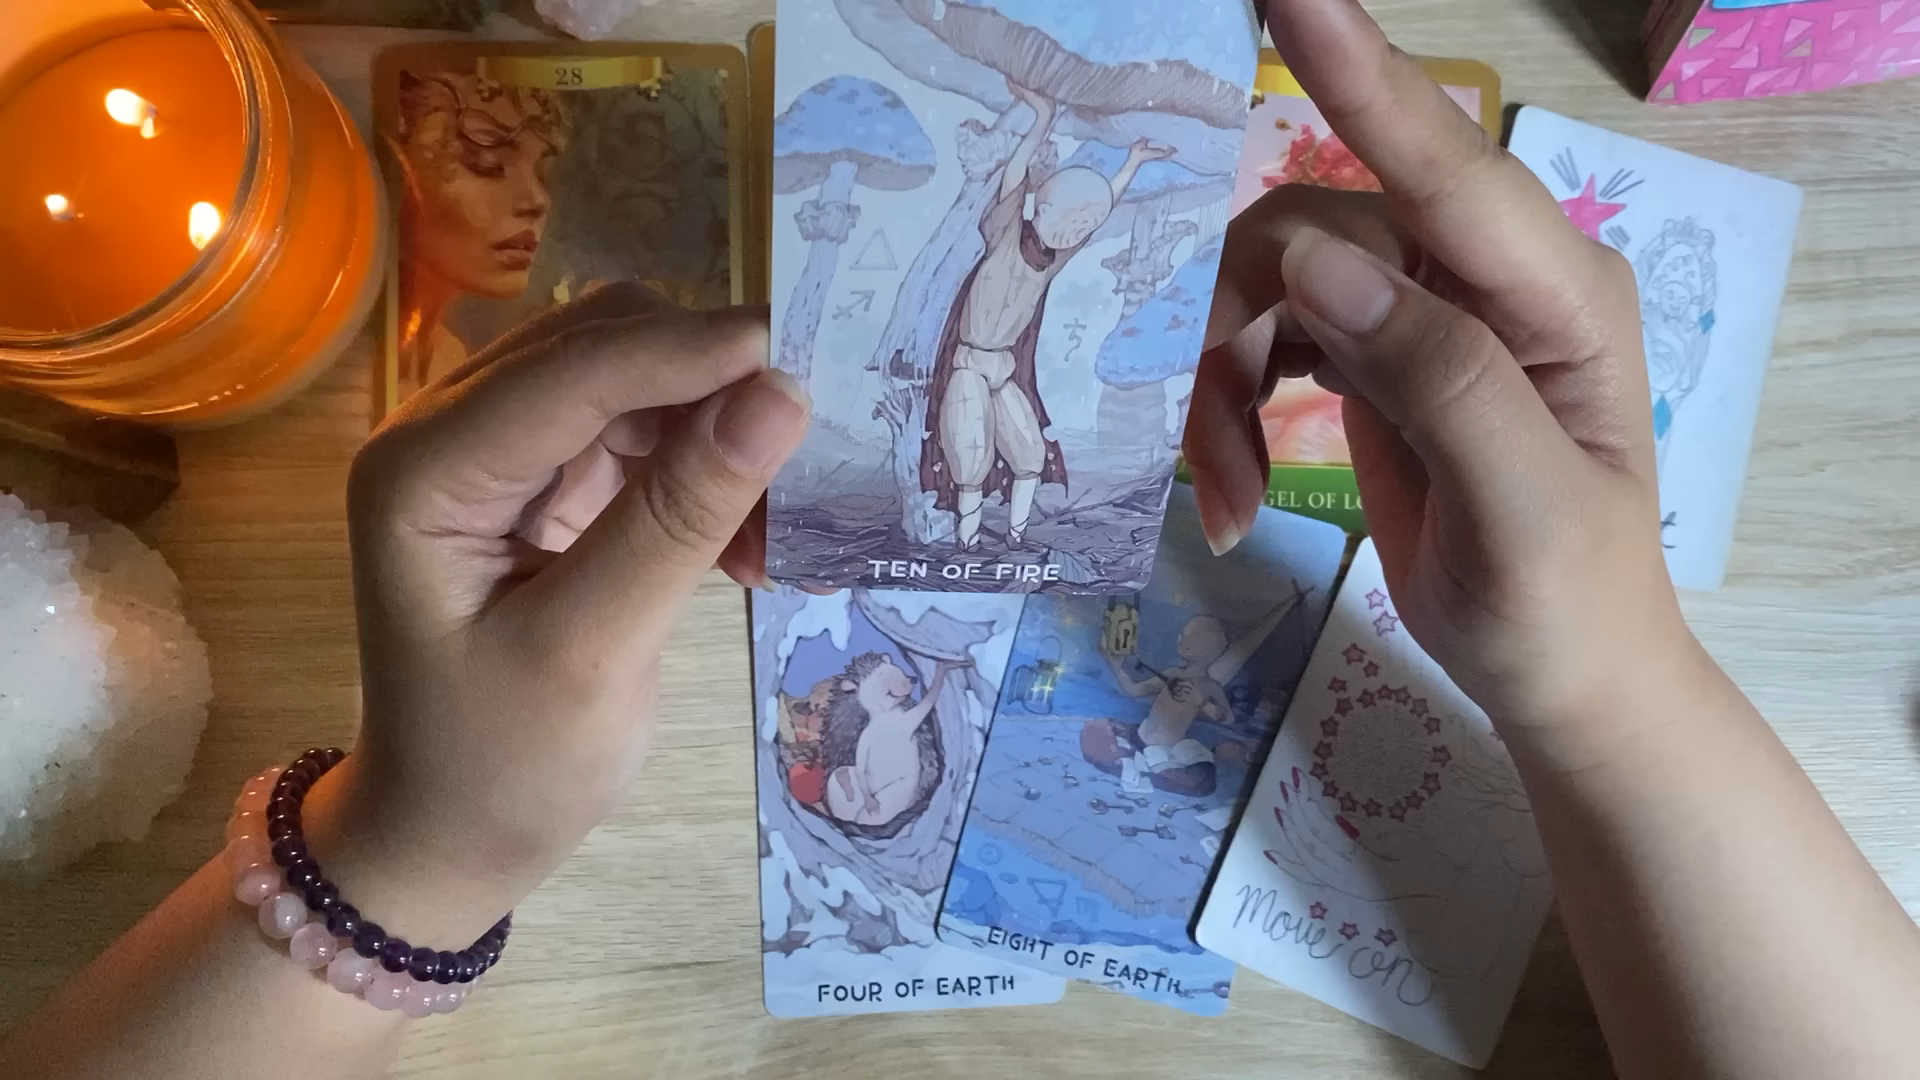 28
TEN OF FIRE
GEL OF LO
t
FOUR OF EARTH
EIGHT OF EARTH
Move on